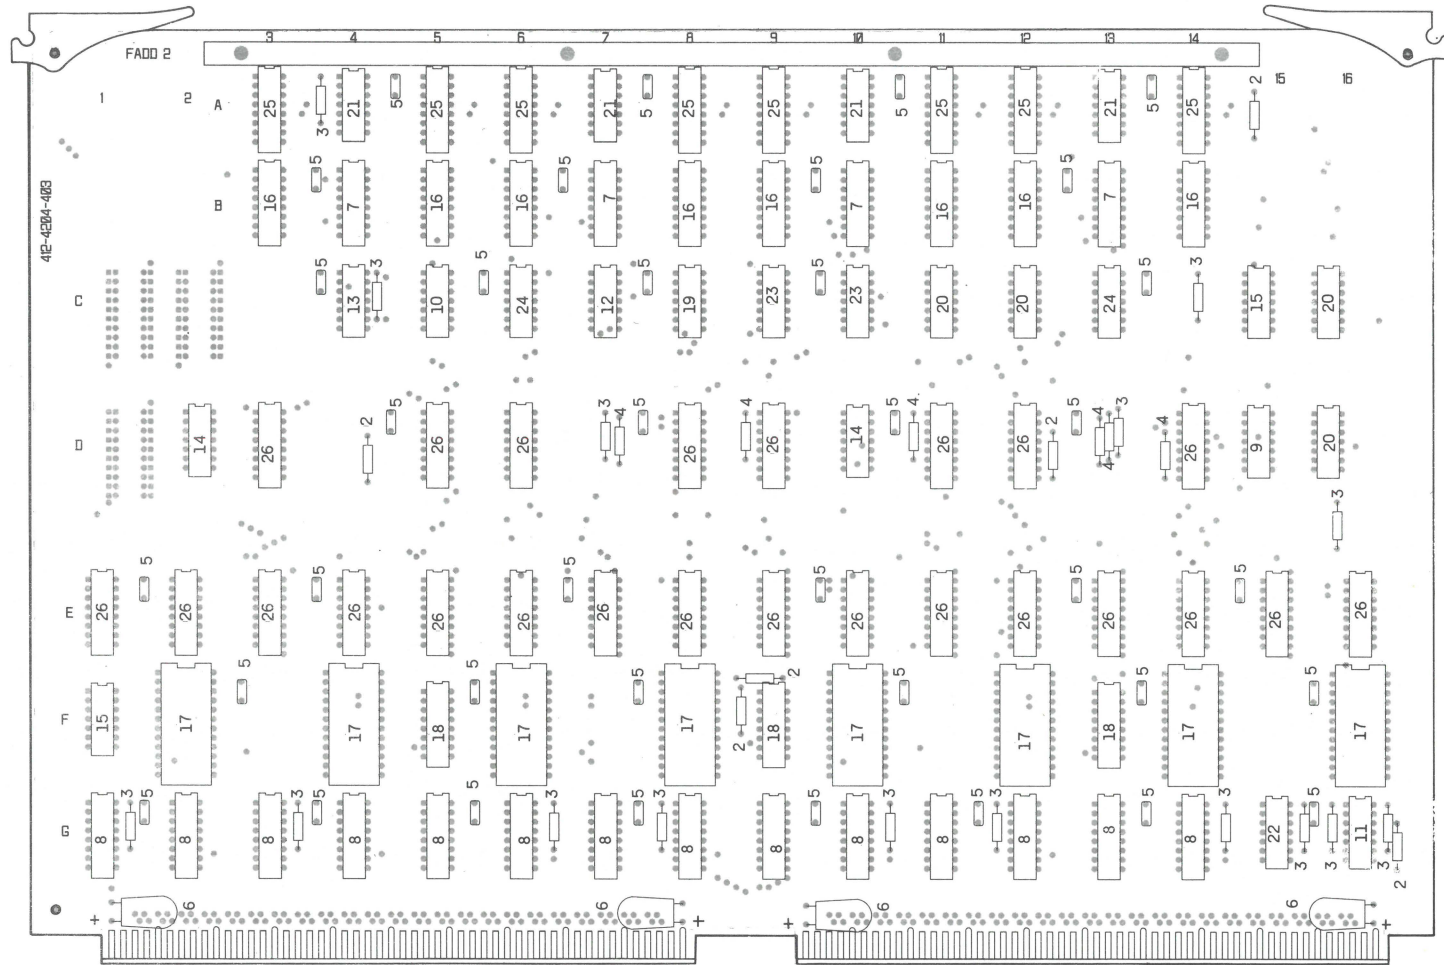 3 4 5 6 7 8 9 10 11 12 13 14
FADD 2
1 2 A 25 3 21 5 25 25 21 5 25 25 21 5 25 25 21 5 25 2 15 16
412-4204-403
B 16 5 7 16 16 5 7 16 16 5 7 16 16 5 7 16
C 5 13 3 10 5 24 12 5 19 23 5 23 20 20 24 5 3 15 20
D 14 26 2 5 26 26 3 4 5 26 4 26 14 5 4 26 26 2 5 4 4 3 4 26 9 20
3
E 26 5 26 26 5 26 26 26 5 26 26 26 5 26 26 26 5 26 26 5 26 26
F 15 17 5 17 18 5 17 5 17 2 2 18 17 5 17 18 5 17 5 17
G 8 3 5 8 8 3 5 8 8 5 8 3 5 3 8 8 5 8 3 8 5 3 8 8 5 8 3 22 3 5 3 11 3 2
+ 6 6 + + 6 6 +